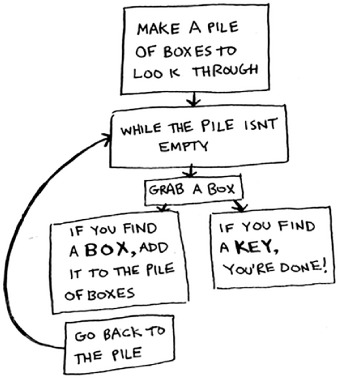 MAKE A PILE
OF BOXES TO
LOOK THROUGH
WHILE THE PILE ISNT
EMPTY
GRAB A BOX
IF YOU FIND
A BOX, ADD
IT TO THE PILE
OF BOXES
IF YOU FIND
A KEY,
YOU'RE DONE!
GO BACK TO
THE PILE